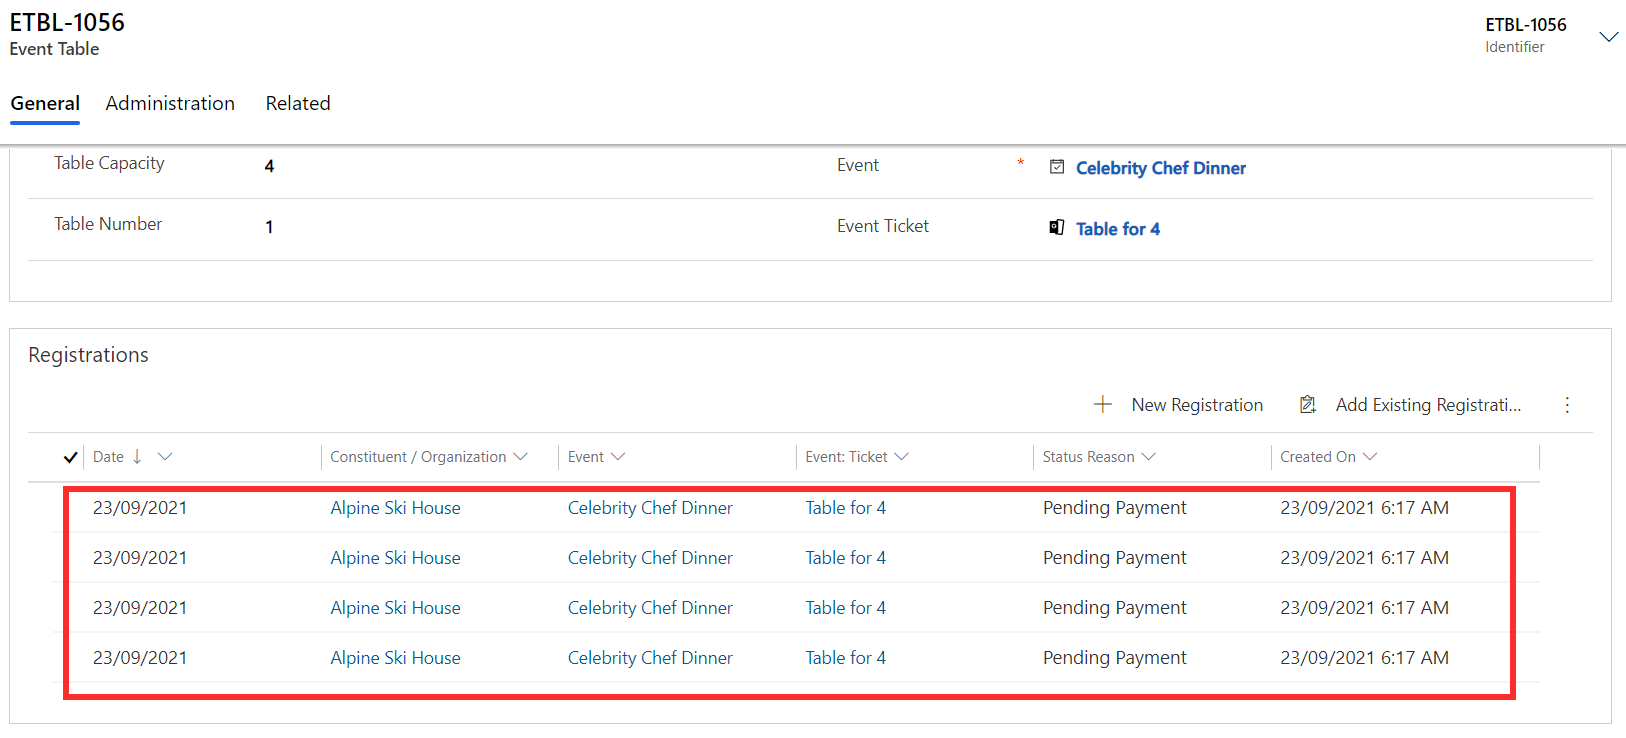 ETBL-1056
Event Table
ETBL-1056
Identifier
General Administration Related
Table Capacity 4 Event * Celebrity Chef Dinner
Table Number 1 Event Ticket Table for 4
Registrations
New Registration Add Existing Registrati...
Date Constituent / Organization Event Event: Ticket Status Reason Created On
23/09/2021 Alpine Ski House Celebrity Chef Dinner Table for 4 Pending Payment 23/09/2021 6:17 AM
23/09/2021 Alpine Ski House Celebrity Chef Dinner Table for 4 Pending Payment 23/09/2021 6:17 AM
23/09/2021 Alpine Ski House Celebrity Chef Dinner Table for 4 Pending Payment 23/09/2021 6:17 AM
23/09/2021 Alpine Ski House Celebrity Chef Dinner Table for 4 Pending Payment 23/09/2021 6:17 AM